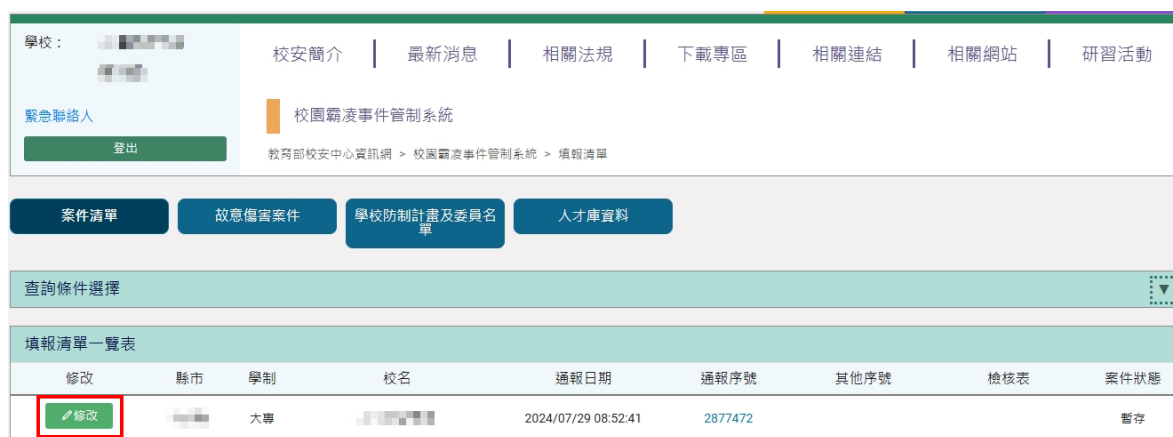 學校：
緊急聯絡人
登出
校安簡介 最新消息 相關法規 下載專區 相關連結 相關網站 研習活動
校園霸凌事件管制系統
教育部校安中心資訊網 > 校園霸凌事件管制系統 > 填報清單
案件清單 故意傷害案件 學校防制計畫及委員名單 人才庫資料
查詢條件選擇 ▼
填報清單一覽表
修改 縣市 學制 校名 通報日期 通報序號 其他序號 檢核表 案件狀態
修改 大專 2024/07/29 08:52:41 2877472 暫存